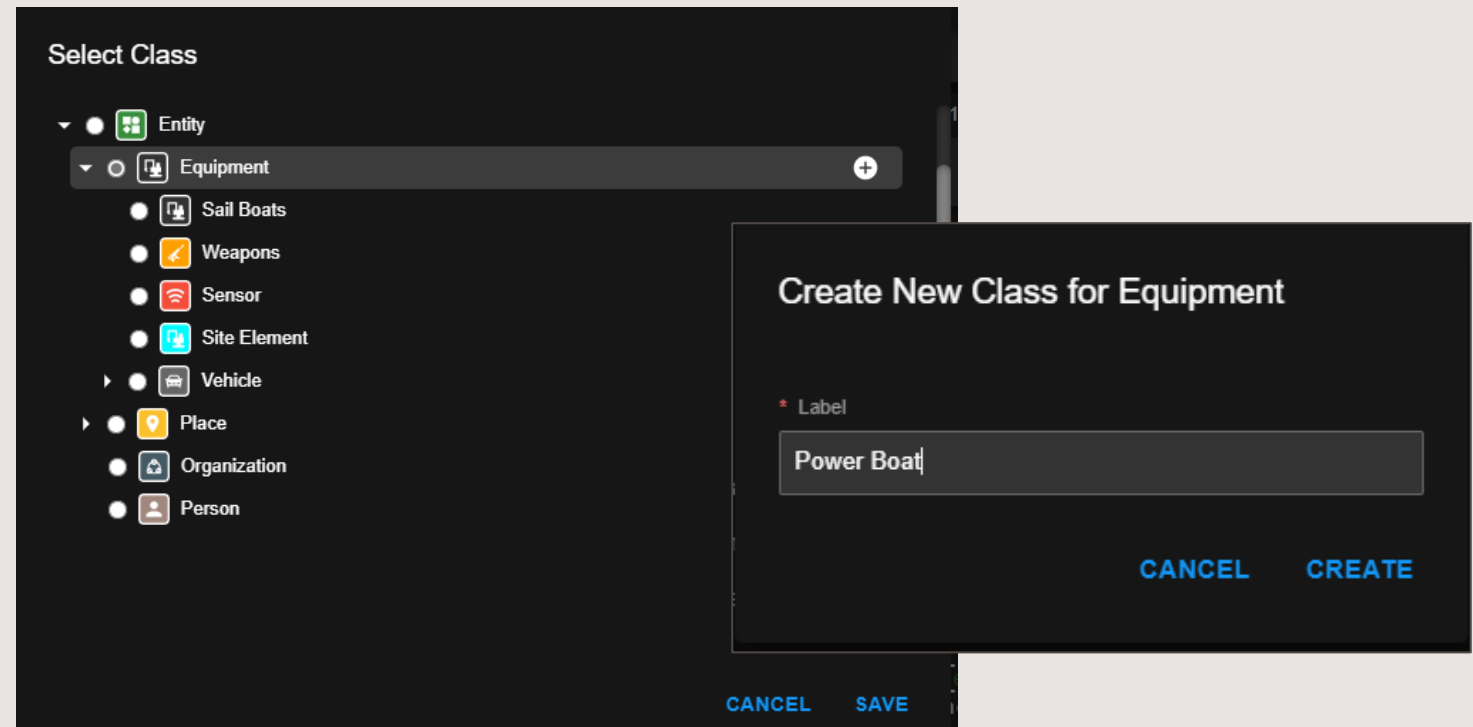 Select Class
Entity
Equipment
Sail Boats
Weapons
Sensor
Site Element
Vehicle
Place
Organization
Person
CANCEL SAVE
Create New Class for Equipment
* Label
Power Boat
CANCEL CREATE